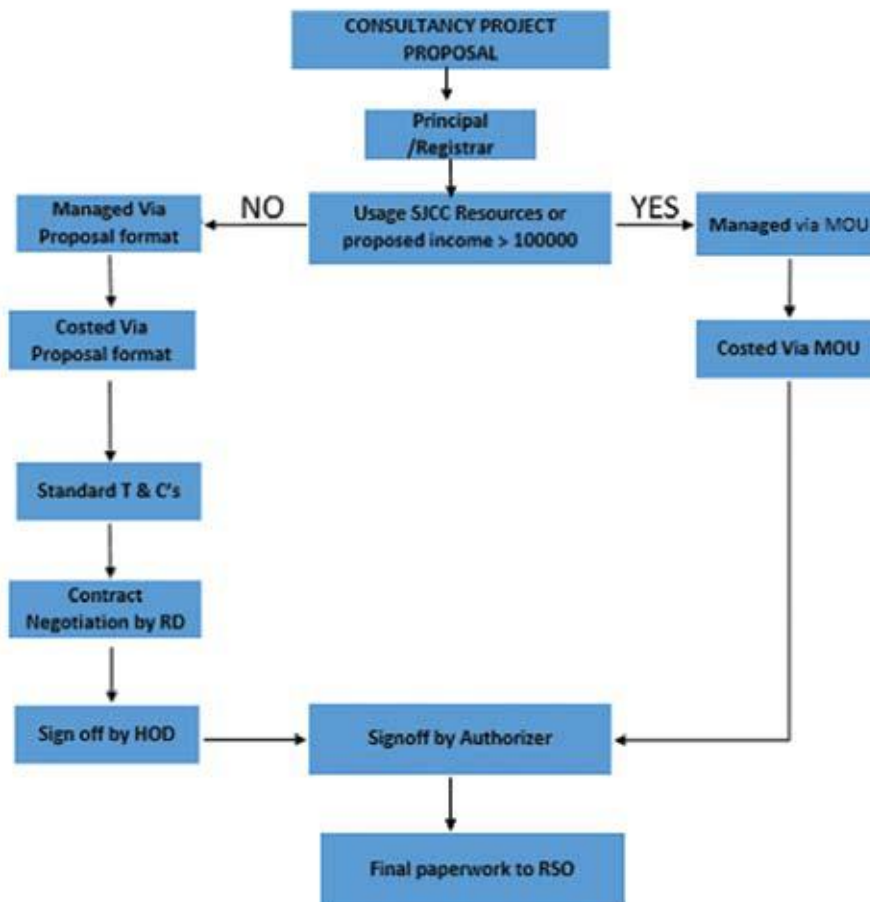 CONSULTANCY PROJECT
PROPOSAL
Principal
/Registrar
Managed Via
Proposal format
NO
Usage SJCC Resources or
proposed income > 100000
YES
Managed via MOU
Costed Via
Proposal format
Costed Via MOU
Standard T & C's
Contract
Negotiation by RD
Sign off by HOD
Signoff by Authorizer
Final paperwork to RSO